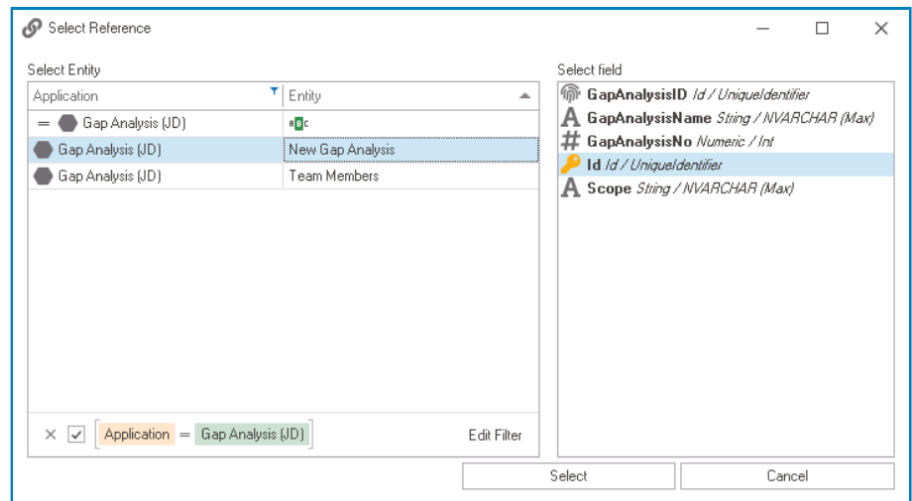 Select Reference
Select Entity
Select field
Application Entity
= Gap Analysis (JD) ABC
Gap Analysis (JD) New Gap Analysis
Gap Analysis (JD) Team Members
GapAnalysisID Id / UniqueIdentifier
GapAnalysisName String / NVARCHAR (Max)
GapAnalysisNo Numeric / Int
Id Id / UniqueIdentifier
Scope String / NVARCHAR (Max)
[Application = Gap Analysis (JD)] Edit Filter
Select Cancel